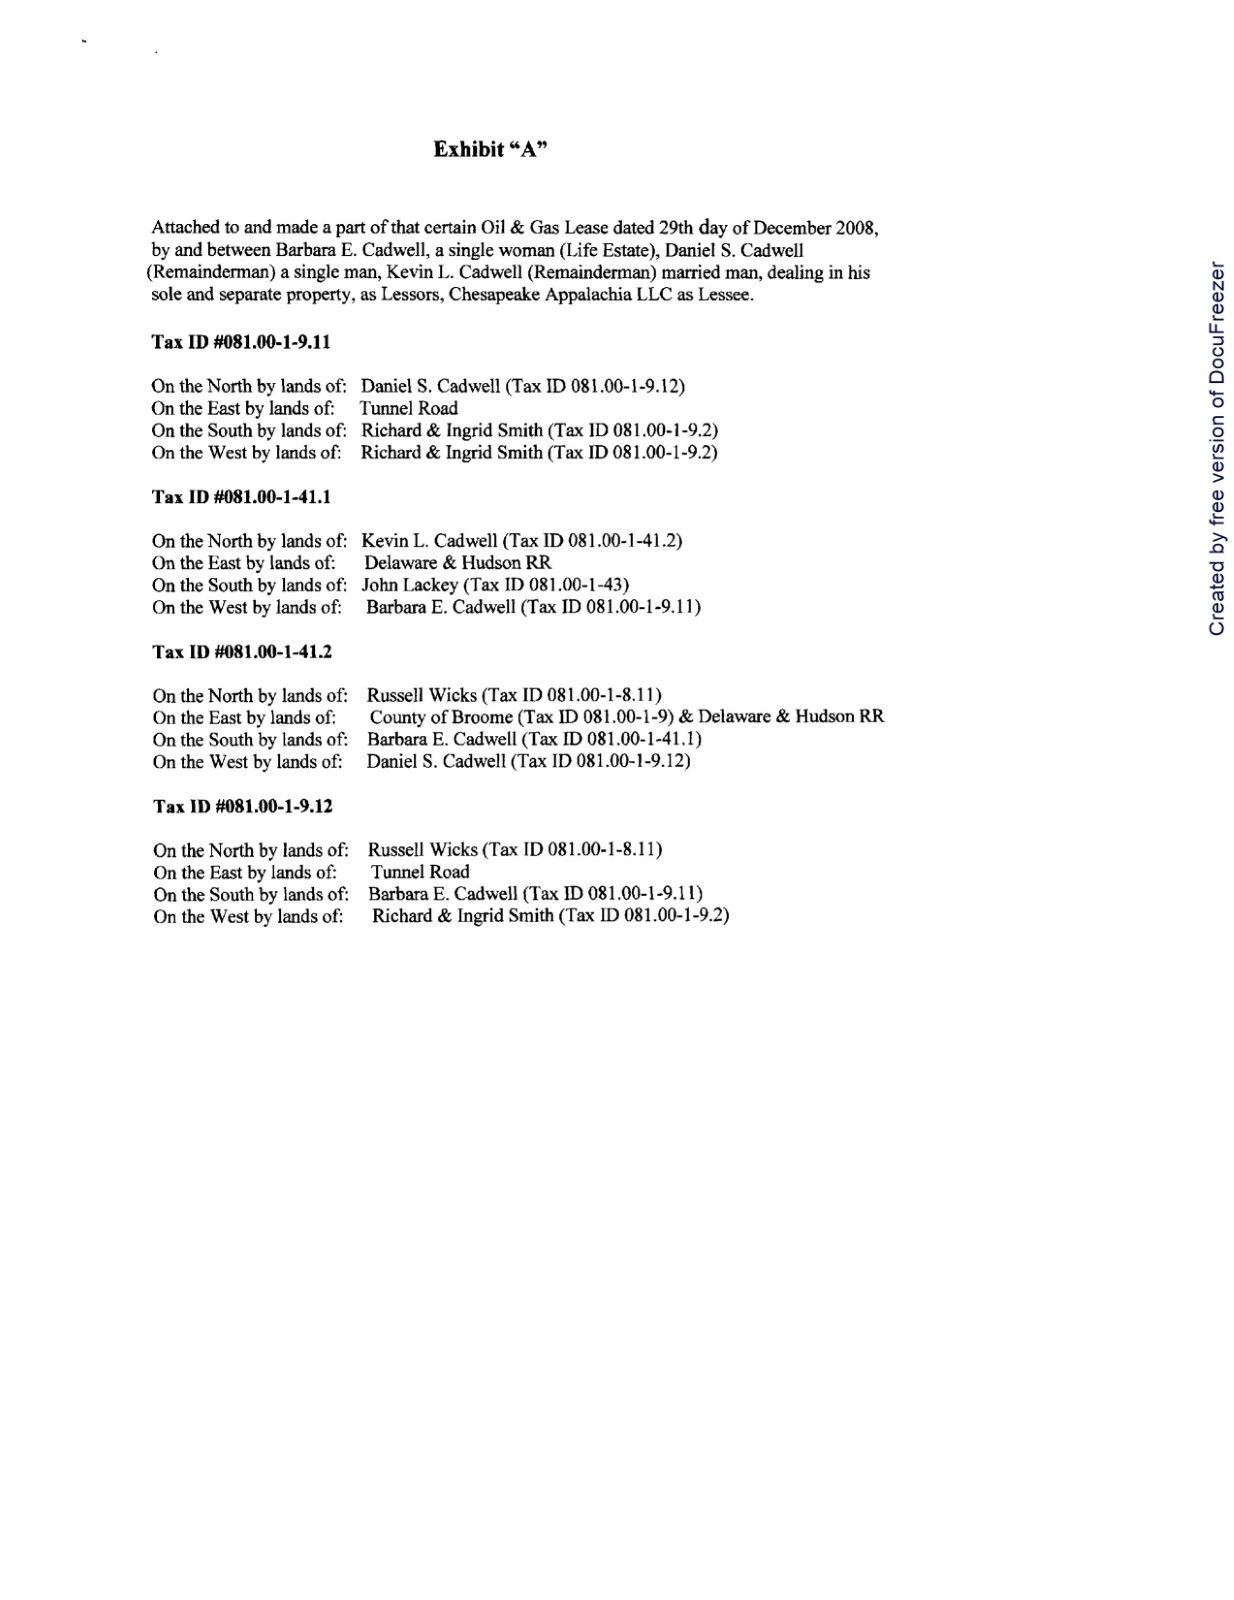 Exhibit “A”
Attached to and made a part of that certain Oil & Gas Lease dated 29th day of December 2008,
by and between Barbara E. Cadwell, a single woman (Life Estate), Daniel S. Cadwell
(Remainderman) a single man, Kevin L. Cadwell (Remainderman) married man, dealing in his
sole and separate property, as Lessors, Chesapeake Appalachia LLC as Lessee.
Tax ID #081.00-1-9.11
On the North by lands of: Daniel S. Cadwell (Tax ID 081.00-1-9.12)
On the East by lands of: Tunnel Road
On the South by lands of: Richard & Ingrid Smith (Tax ID 081.00-1-9.2)
On the West by lands of: Richard & Ingrid Smith (Tax ID 081.00-1-9.2)
Tax ID #081.00-1-41.1
On the North by lands of: Kevin L. Cadwell (Tax ID 081.00-1-41.2)
On the East by lands of: Delaware & Hudson RR
On the South by lands of: John Lackey (Tax ID 081.00-1-43)
On the West by lands of: Barbara E. Cadwell (Tax ID 081.00-1-9.11)
Tax ID #081.00-1-41.2
On the North by lands of: Russell Wicks (Tax ID 081.00-1-8.11)
On the East by lands of: County of Broome (Tax ID 081.00-1-9) & Delaware & Hudson RR
On the South by lands of: Barbara E. Cadwell (Tax ID 081.00-1-41.1)
On the West by lands of: Daniel S. Cadwell (Tax ID 081.00-1-9.12)
Tax ID #081.00-1-9.12
On the North by lands of: Russell Wicks (Tax ID 081.00-1-8.11)
On the East by lands of: Tunnel Road
On the South by lands of: Barbara E. Cadwell (Tax ID 081.00-1-9.11)
On the West by lands of: Richard & Ingrid Smith (Tax ID 081.00-1-9.2)
Created by free version of DocuFreezer